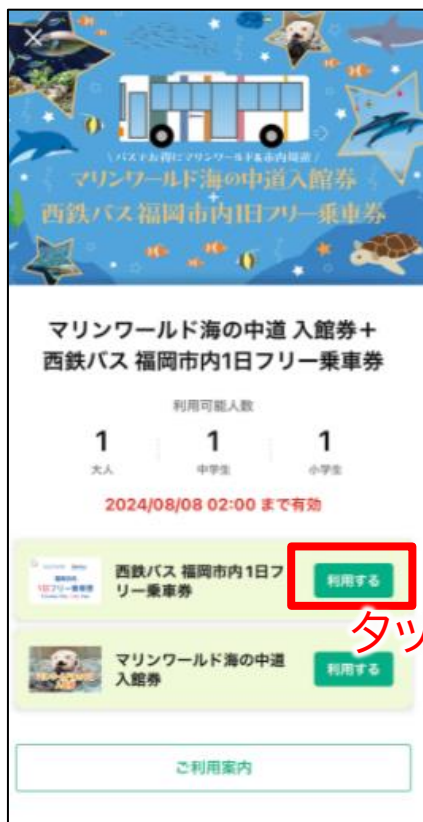 \ バスでお得にマリンワールド&市内周遊 /
マリンワールド海の中道入館券
+
西鉄バス福岡市内1日フリー乗車券
マリンワールド海の中道 入館券+
西鉄バス 福岡市内1日フリー乗車券
利用可能人数
1 1 1
大人 中学生 小学生
2024/08/08 02:00 まで有効
西鉄バス 福岡市内1日フ
リー乗車券
利用する
タッ
マリンワールド海の中道
入館券
利用する
ご利用案内